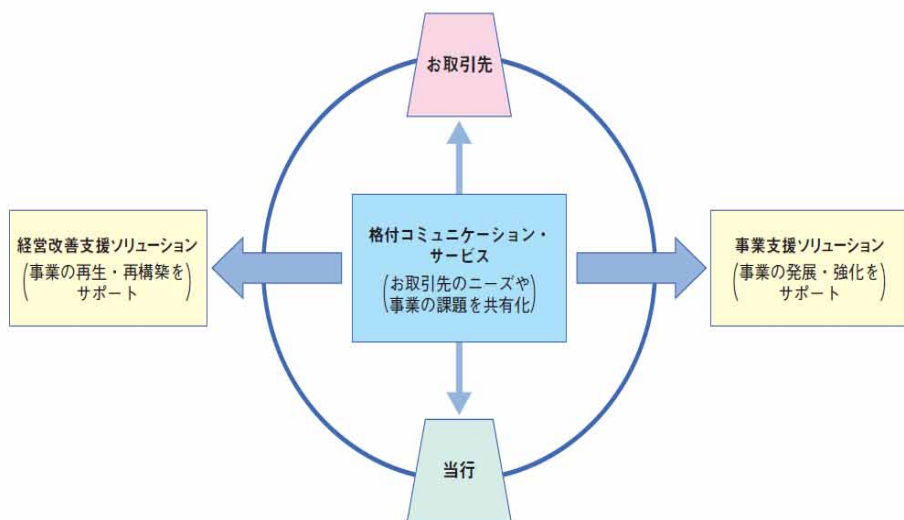 お取引先
経営改善支援ソリューション
(事業の再生・再構築を
サポート)
格付コミュニケーション・
サービス
(お取引先のニーズや
事業の課題を共有化)
事業支援ソリューション
(事業の発展・強化を
サポート)
当行